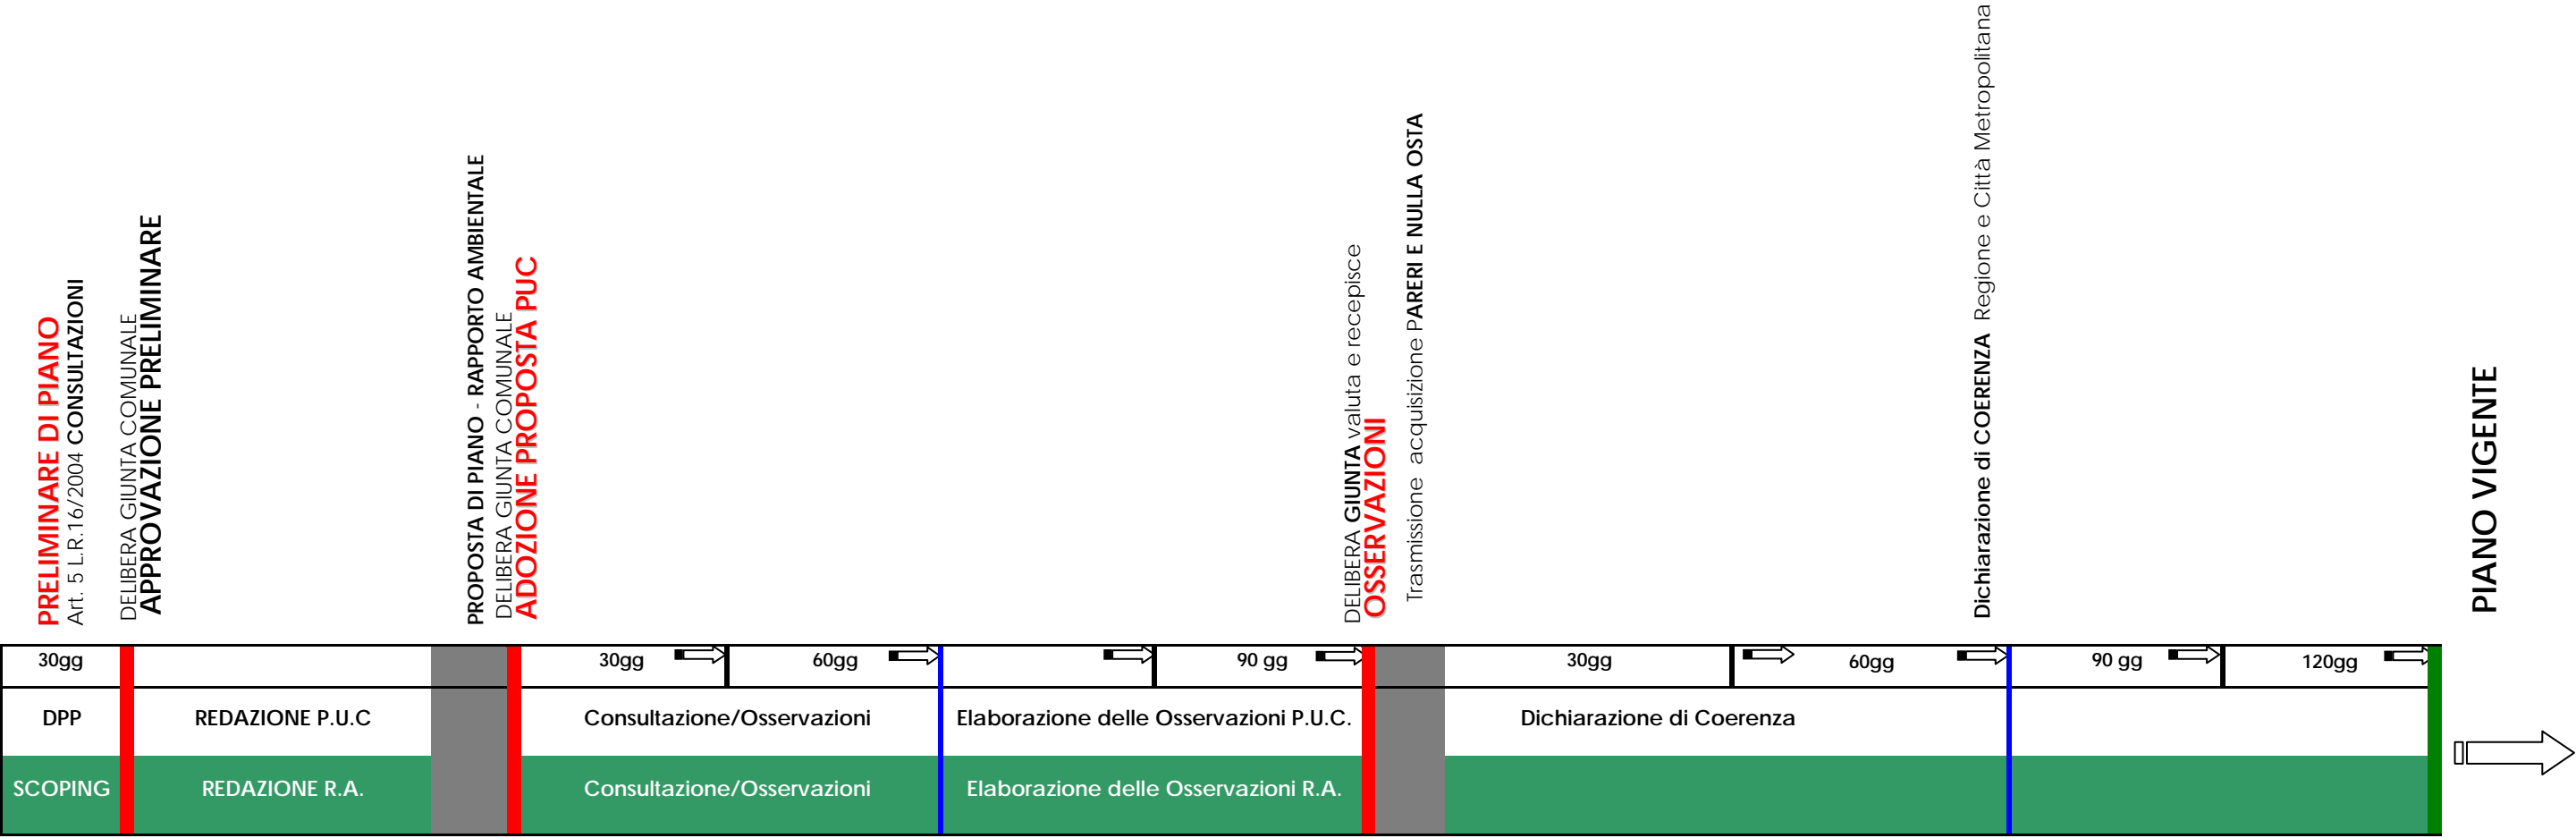 PRELIMINARE DI PIANO
Art. 5 L.R.16/2004 CONSULTAZIONI
DELIBERA GIUNTA COMUNALE
APPROVAZIONE PRELIMINARE
PROPOSTA DI PIANO - RAPPORTO AMBIENTALE
DELIBERA GIUNTA COMUNALE
ADOZIONE PROPOSTA PUC
DELIBERA GIUNTA valuta e recepisce
OSSERVAZIONI
Trasmissione acquisizione PARERI E NULLA OSTA
Dichiarazione di COERENZA Regione e Città Metropolitana
PIANO VIGENTE
30gg 30gg 60gg 90 gg 30gg 60gg 90 gg 120gg
DPP REDAZIONE P.U.C Consultazione/Osservazioni Elaborazione delle Osservazioni P.U.C. Dichiarazione di Coerenza
SCOPING REDAZIONE R.A. Consultazione/Osservazioni Elaborazione delle Osservazioni R.A.